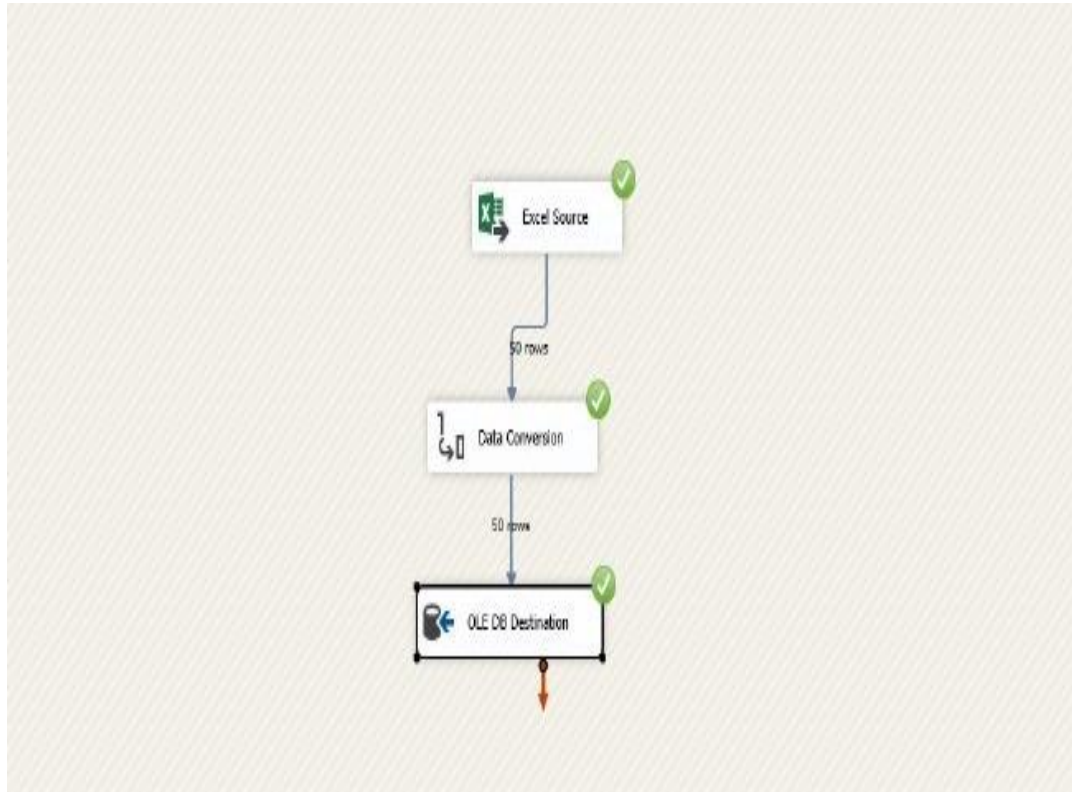 Excel Source
50 rows
Data Conversion
50 rows
OLE DB Destination